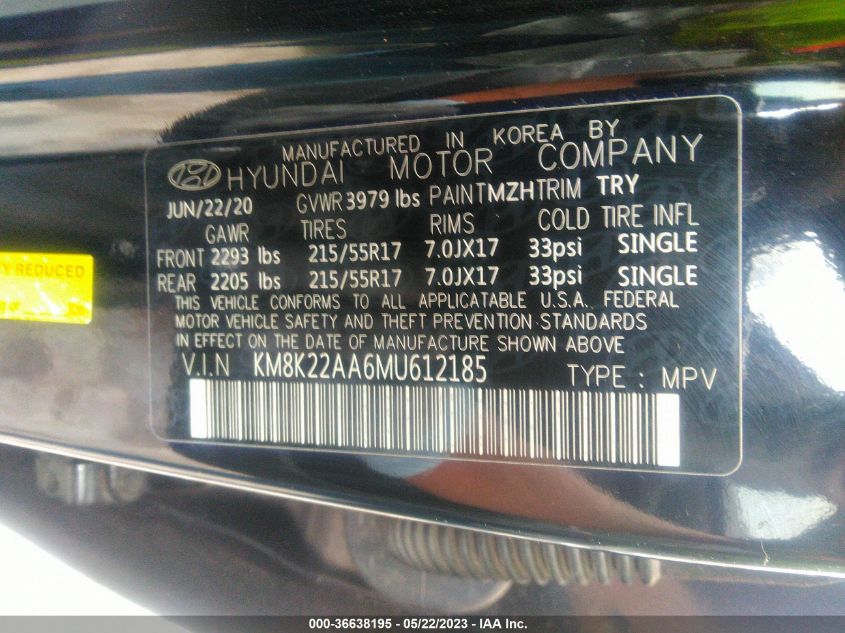 MANUFACTURED IN KOREA BY
HYUNDAI MOTOR COMPANY
JUN/22/20 GVWR 3979 lbs PAINT MZH TRIM TRY
GAWR TIRES RIMS COLD TIRE INFL
FRONT 2293 lbs 215/55R17 7.0JX17 33psi SINGLE
REAR 2205 lbs 215/55R17 7.0JX17 33psi SINGLE
THIS VEHICLE CONFORMS TO ALL APPLICABLE U.S.A. FEDERAL
MOTOR VEHICLE SAFETY AND THEFT PREVENTION STANDARDS
IN EFFECT ON THE DATE OF MANUFACTURE SHOWN ABOVE
V.I.N KM8K22AA6MU612185 TYPE : MPV
REDUCED
000-36638195 - 05/22/2023 - IAA Inc.